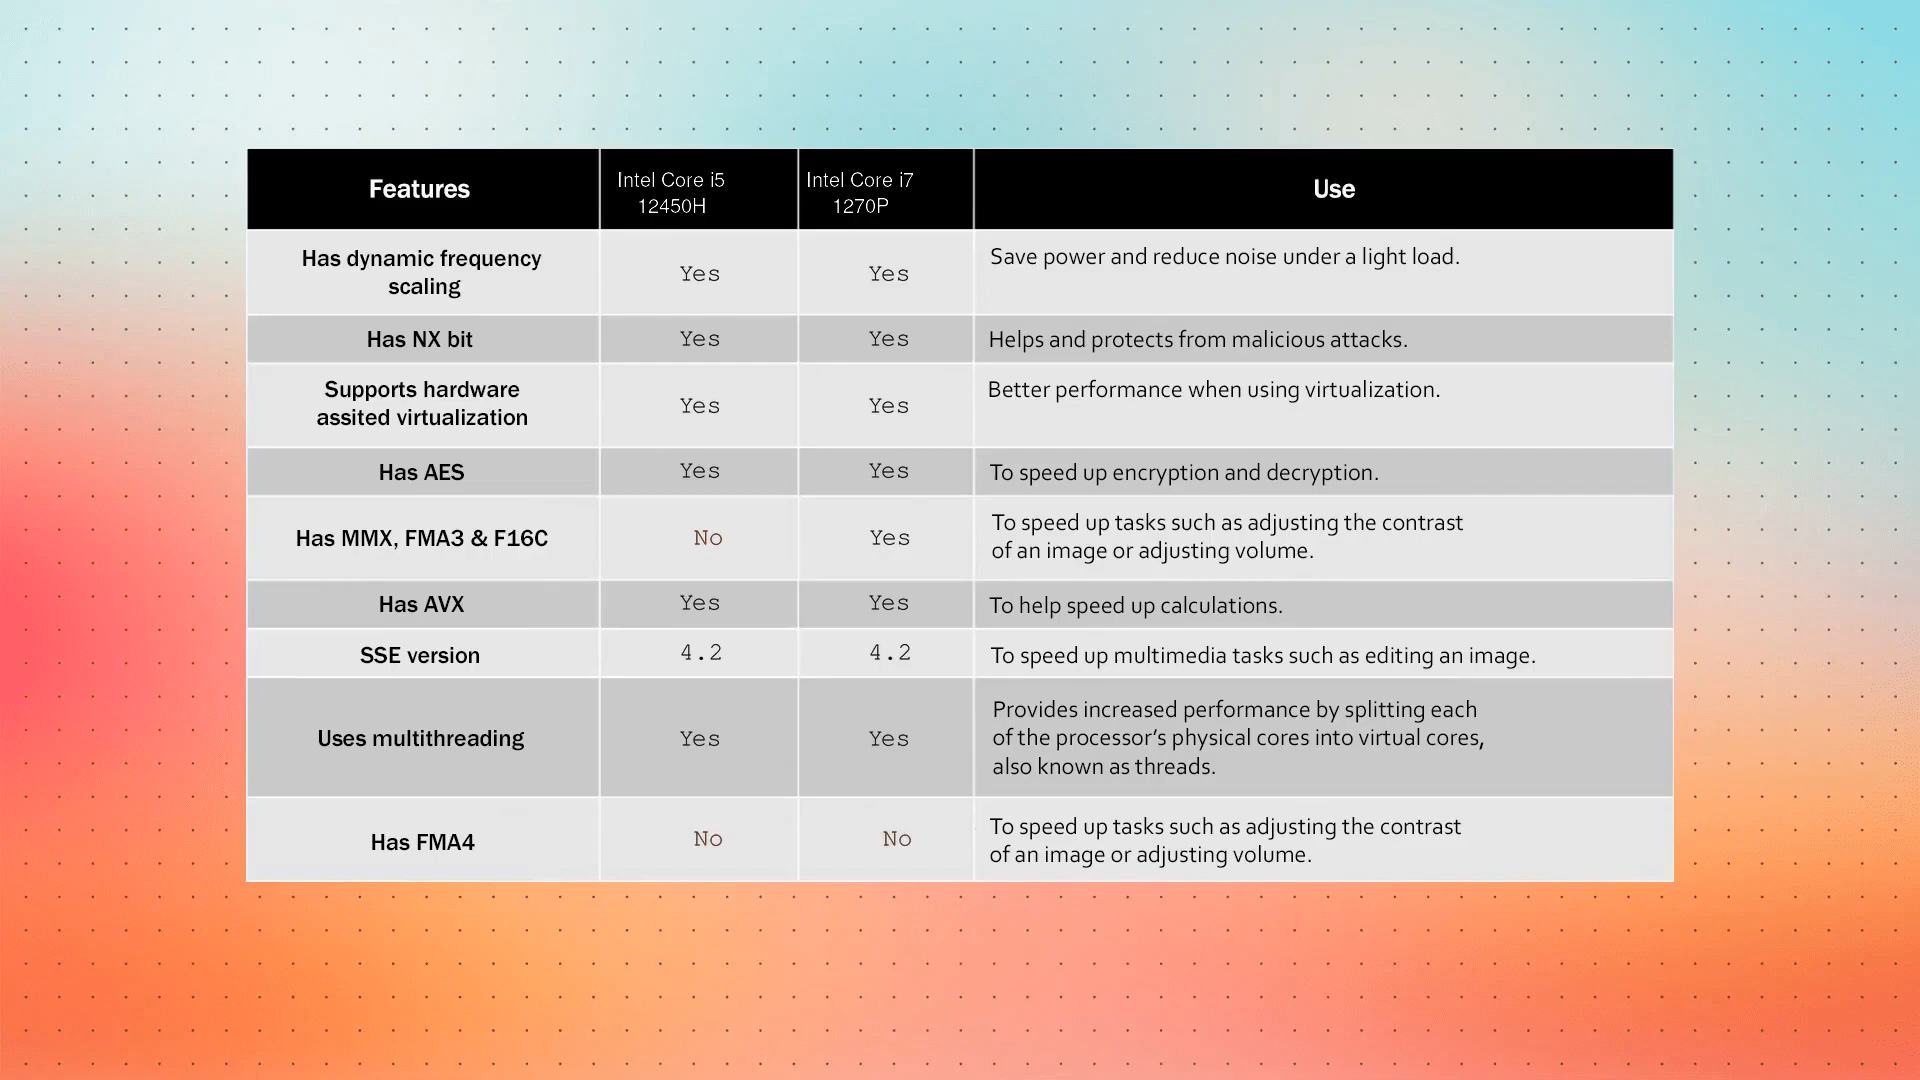 Features
Intel Core i5
12450H
Intel Core i7
1270P
Use
Has dynamic frequency
scaling
Yes
Yes
Save power and reduce noise under a light load.
Has NX bit
Yes
Yes
Helps and protects from malicious attacks.
Supports hardware
assited virtualization
Yes
Yes
Better performance when using virtualization.
Has AES
Yes
Yes
To speed up encryption and decryption.
Has MMX, FMA3 & F16C
No
Yes
To speed up tasks such as adjusting the contrast
of an image or adjusting volume.
Has AVX
Yes
Yes
To help speed up calculations.
SSE version
4.2
4.2
To speed up multimedia tasks such as editing an image.
Uses multithreading
Yes
Yes
Provides increased performance by splitting each
of the processor's physical cores into virtual cores,
also known as threads.
Has FMA4
No
No
To speed up tasks such as adjusting the contrast
of an image or adjusting volume.